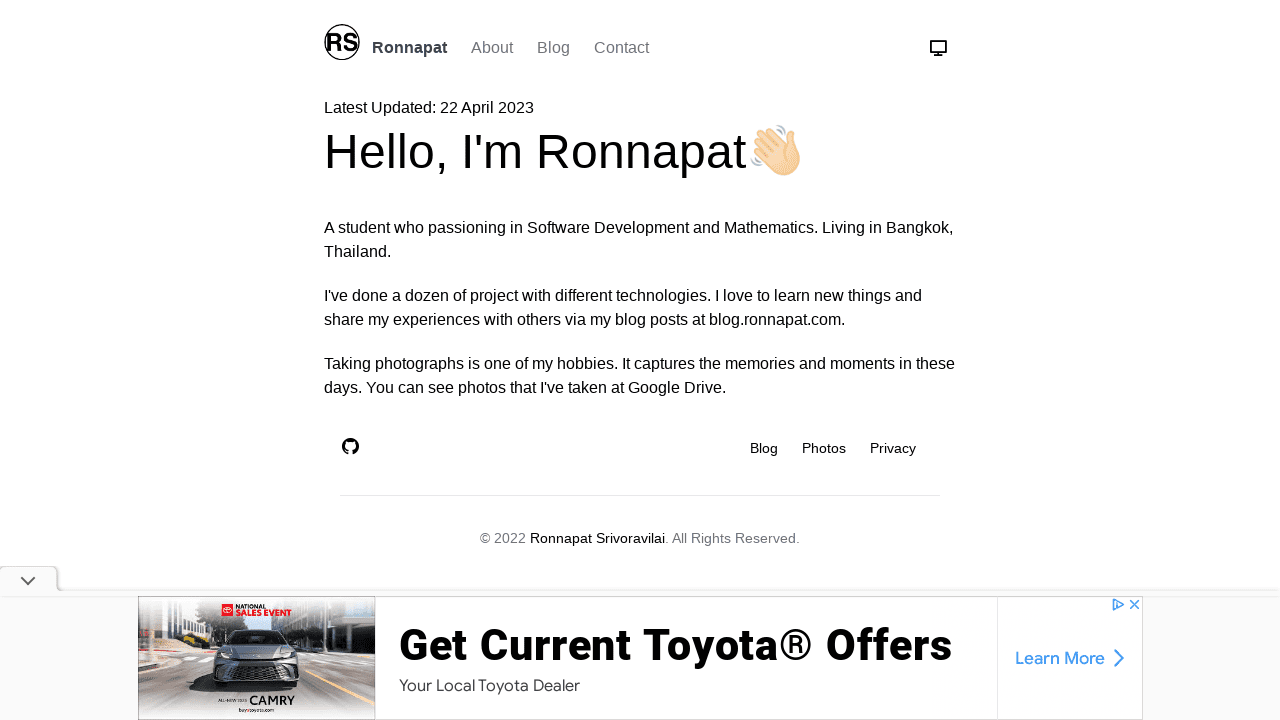 RS Ronnapat About Blog Contact
Latest Updated: 22 April 2023
Hello, I'm Ronnapat
A student who passioning in Software Development and Mathematics. Living in Bangkok,
Thailand.
I've done a dozen of project with different technologies. I love to learn new things and
share my experiences with others via my blog posts at blog.ronnapat.com.
Taking photographs is one of my hobbies. It captures the memories and moments in these
days. You can see photos that I've taken at Google Drive.
Blog Photos Privacy
© 2022 Ronnapat Srivoravilai. All Rights Reserved.
NATIONAL
SALES EVENT
ALL-NEW 2025 CAMRY
buyatoyota.com
Get Current Toyota® Offers
Your Local Toyota Dealer
Learn More